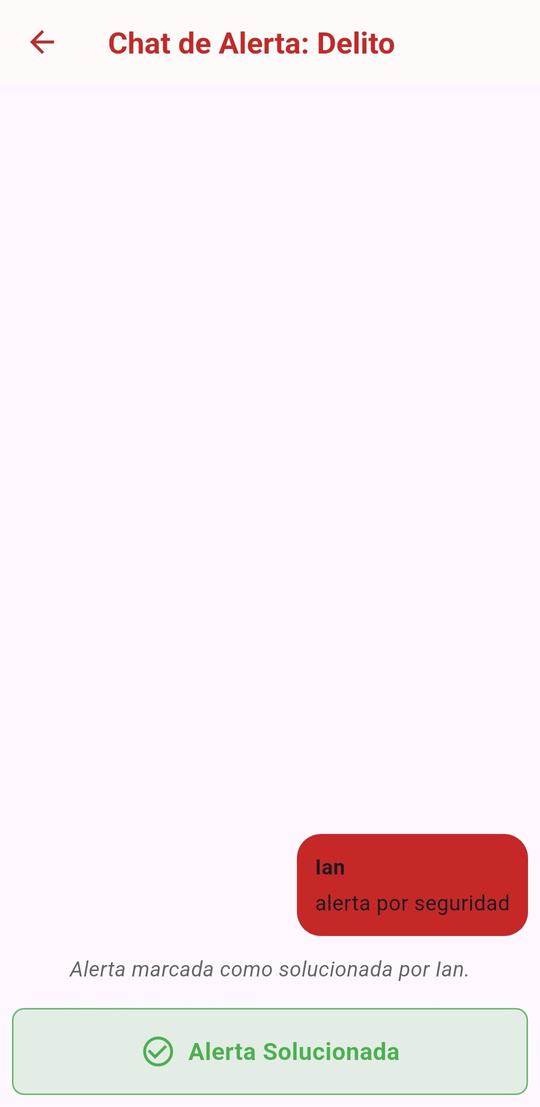 Chat de Alerta: Delito
Ian
alerta por seguridad
Alerta marcada como solucionada por Ian.
Alerta Solucionada